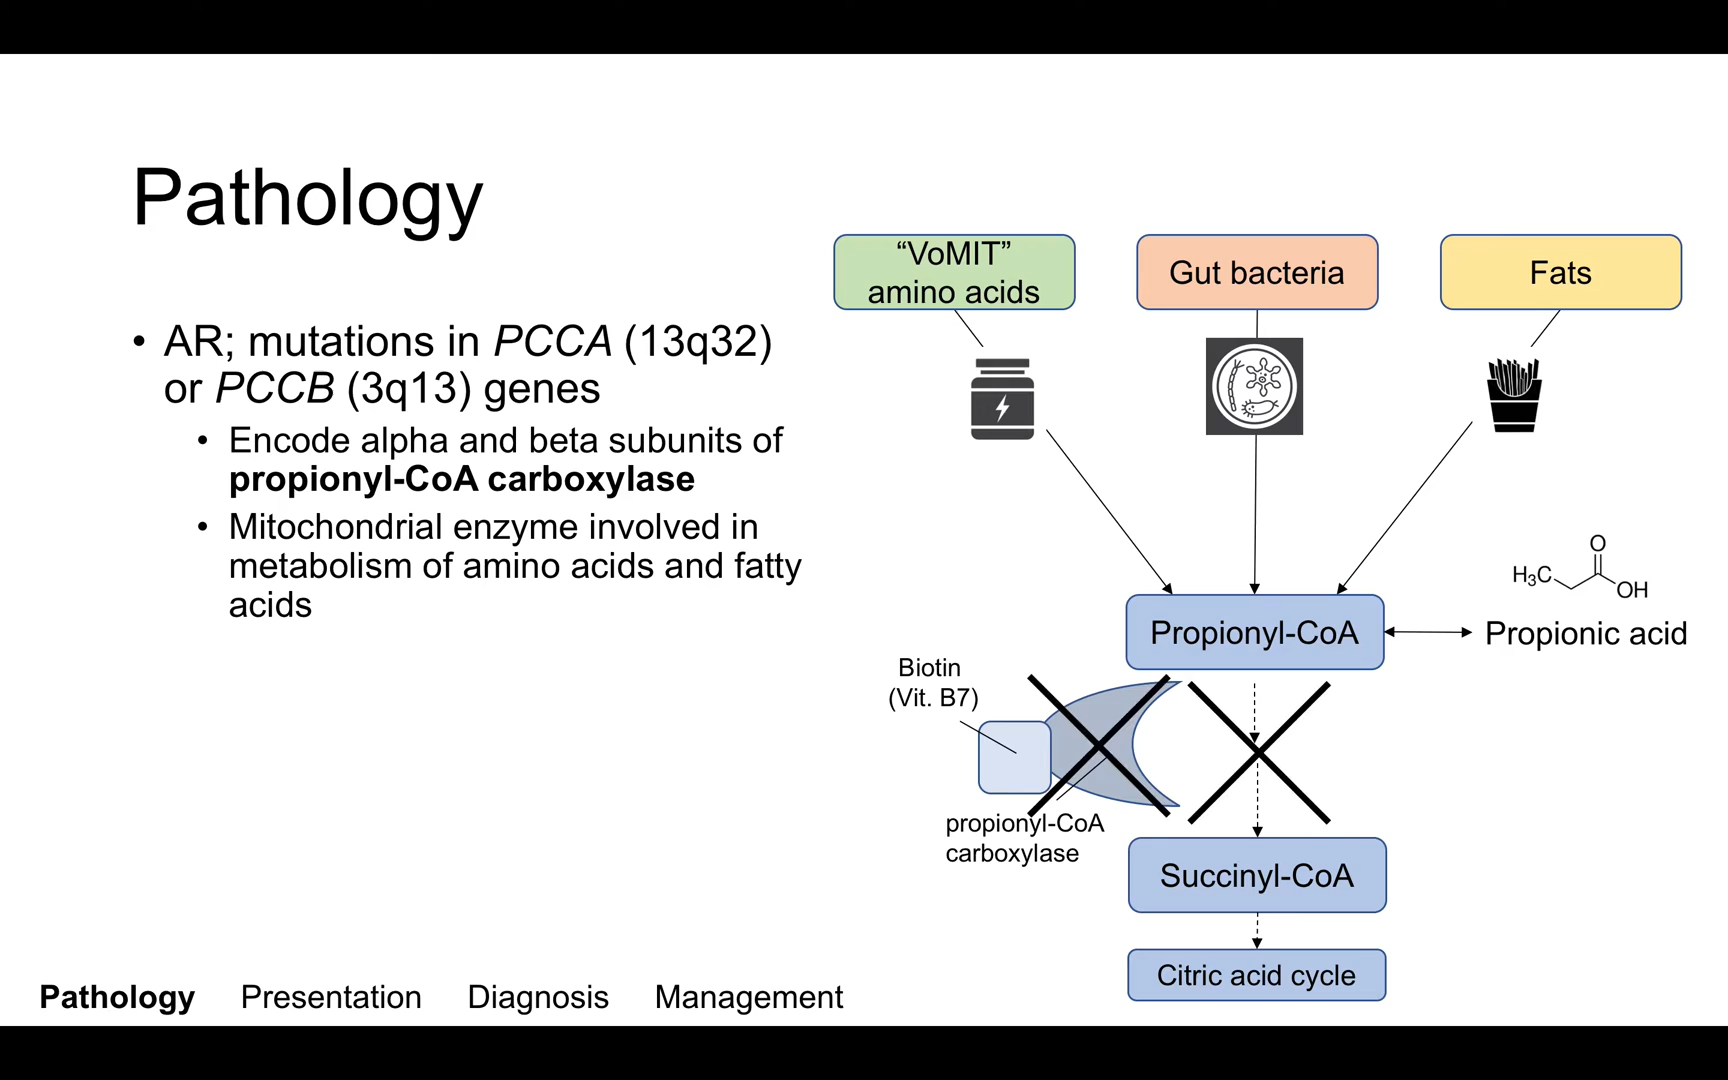 Pathology
• AR; mutations in PCCA (13q32)
or PCCB (3q13) genes
• Encode alpha and beta subunits of
propionyl-CoA carboxylase
• Mitochondrial enzyme involved in
metabolism of amino acids and fatty
acids
“VoMIT”
amino acids
Gut bacteria
Fats
O
H₃C
OH
Propionyl-CoA
Propionic acid
Biotin
(Vit. B7)
propionyl-CoA
carboxylase
Succinyl-CoA
Citric acid cycle
Pathology Presentation Diagnosis Management